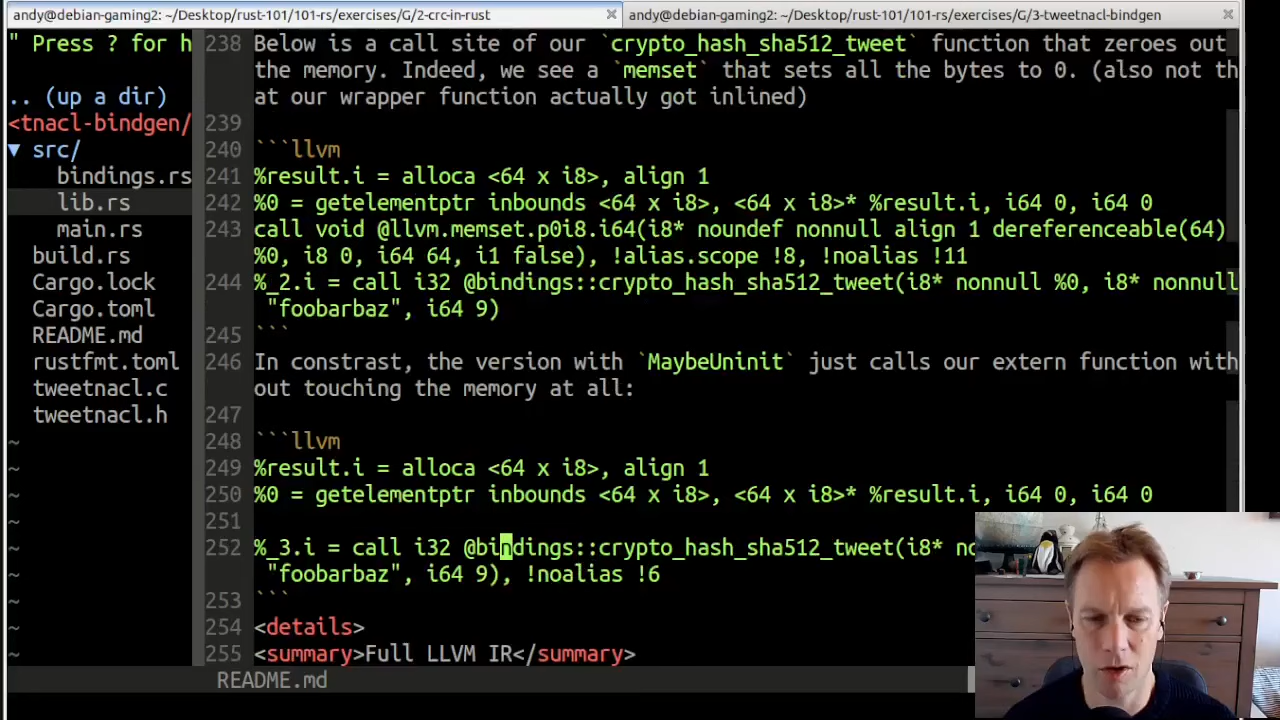 andy@debian-gaming2: ~/Desktop/rust-101/101-rs/exercises/G/2-crc-in-rust
andy@debian-gaming2: ~/Desktop/rust-101/101-rs/exercises/G/3-tweetnacl-bindgen
" Press ? for h
.. (up a dir)
<tnacl-bindgen/
▼ src/
bindings.rs
lib.rs
main.rs
build.rs
Cargo.lock
Cargo.toml
README.md
rustfmt.toml
tweetnacl.c
tweetnacl.h
~
~
~
~
~
~
~
~
~
238 Below is a call site of our `crypto_hash_sha512_tweet` function that zeroes out
the memory. Indeed, we see a `memset` that sets all the bytes to 0. (also not th
at our wrapper function actually got inlined)
239
240 ```llvm
241 %result.i = alloca <64 x i8>, align 1
242 %0 = getelementptr inbounds <64 x i8>, <64 x i8>* %result.i, i64 0, i64 0
243 call void @llvm.memset.p0i8.i64(i8* noundef nonnull align 1 dereferenceable(64)
%0, i8 0, i64 64, i1 false), !alias.scope !8, !noalias !11
244 %_2.i = call i32 @bindings::crypto_hash_sha512_tweet(i8* nonnull %0, i8* nonnull
"foobarbaz", i64 9)
245 ```
246 In constrast, the version with `MaybeUninit` just calls our extern function with
out touching the memory at all:
247
248 ```llvm
249 %result.i = alloca <64 x i8>, align 1
250 %0 = getelementptr inbounds <64 x i8>, <64 x i8>* %result.i, i64 0, i64 0
251
252 %_3.i = call i32 @bindings::crypto_hash_sha512_tweet(i8*
"foobarbaz", i64 9), !noalias !6
253 ```
254 <details>
255 <summary>Full LLVM IR</summary>
README.md